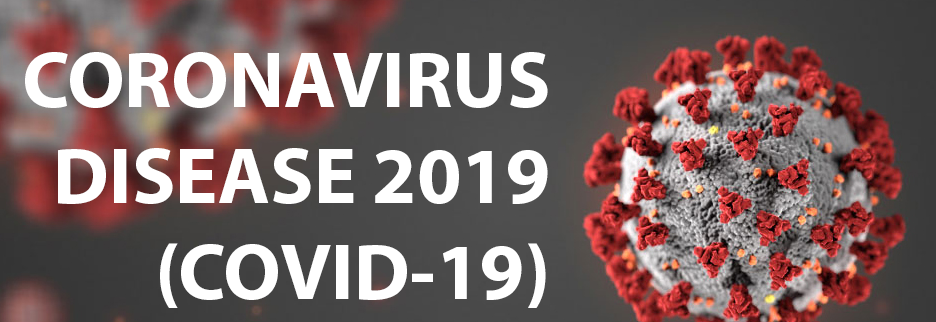 CORONAVIRUS
DISEASE 2019
(COVID-19)